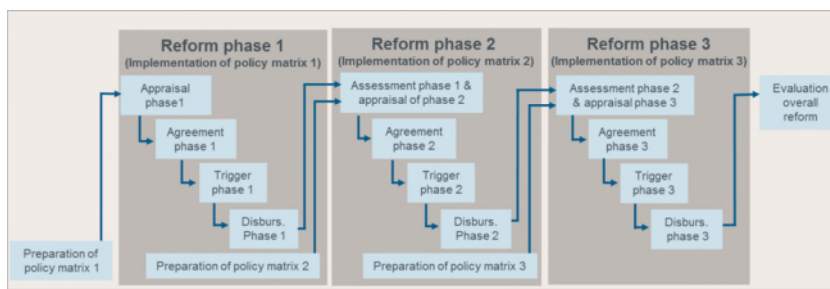 Reform phase 1
(Implementation of policy matrix 1)
Appraisal
phase1
Agreement
phase 1
Trigger
phase 1
Disburs.
Phase 1
Preparation of
policy matrix 1
Preparation of policy matrix 2
Reform phase 2
(Implementation of policy matrix 2)
Assessment phase 1 &
appraisal of phase 2
Agreement
phase 2
Trigger
phase 2
Disburs.
Phase 2
Preparation of policy matrix 3
Reform phase 3
(Implementation of policy matrix 3)
Assessment phase 2
& appraisal phase 3
Agreement
phase 3
Trigger
phase 3
Disburs.
phase 3
Evaluation
overall
reform